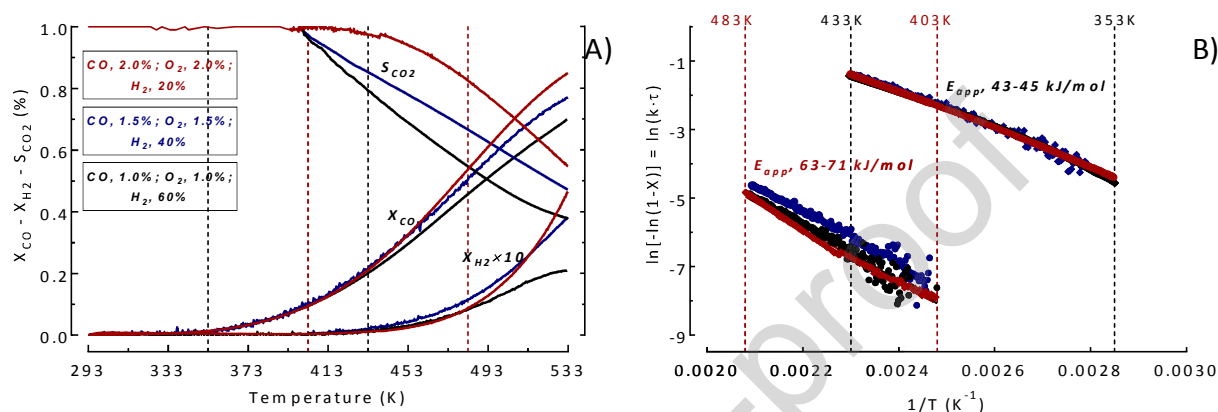 A)
1.0
0.8
0.6
0.4
0.2
0.0
X_CO - X_H2 - S_CO2 (%)
CO, 2.0%; O2, 2.0%;
H2, 20%
CO, 1.5%; O2, 1.5%;
H2, 40%
CO, 1.0%; O2, 1.0%;
H2, 60%
S_CO2
X_CO
X_H2×10
293 333 373 413 453 493 533
Temperature (K)
483K 433K 403K 353K
B)
-1
-3
-5
-7
-9
ln[-ln(1-X)] = ln(k·τ)
E_app, 43-45 kJ/mol
E_app, 63-71 kJ/mol
0.0020 0.0022 0.0024 0.0026 0.0028 0.0030
1/T (K⁻¹)
proof